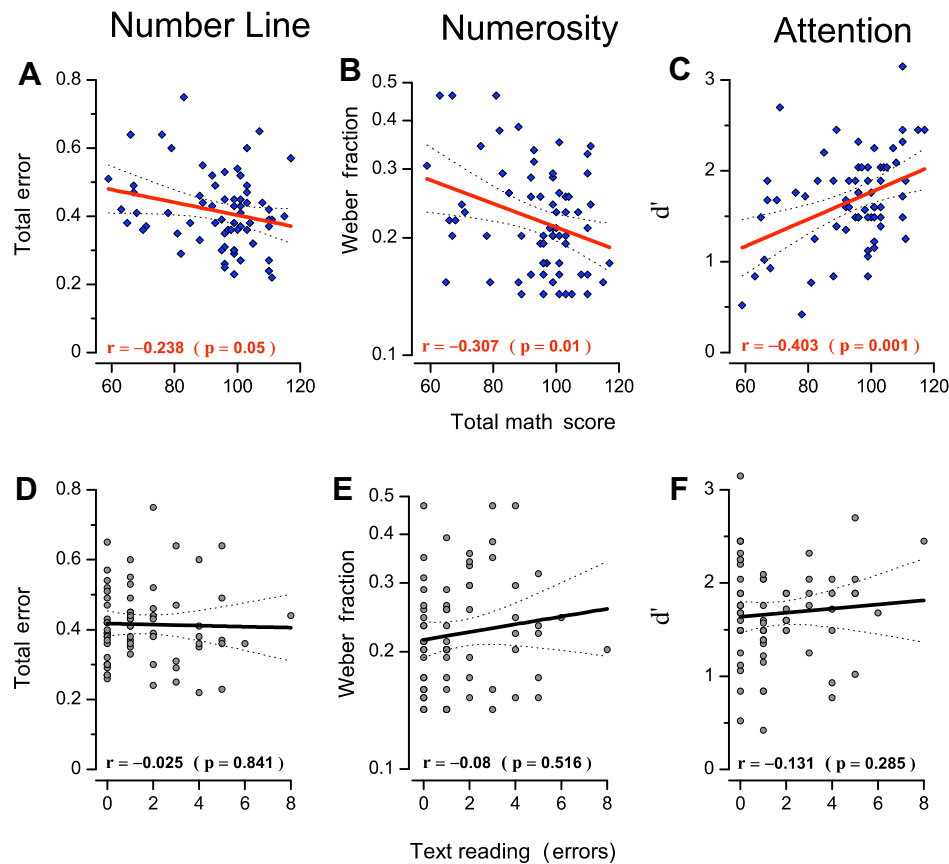 Number Line
Numerosity
Attention
A
B
C
Total error
0.8
0.6
0.4
0.2
0
Weber fraction
0.5
0.4
0.3
0.2
0.1
d'
3
2
1
0
r = −0.238 ( p = 0.05 )
r = −0.307 ( p = 0.01 )
r = −0.403 ( p = 0.001 )
60 80 100 120
60 80 100 120
60 80 100 120
Total math score
D
E
F
Total error
0.8
0.6
0.4
0.2
0
Weber fraction
0.5
0.4
0.3
0.2
0.1
d'
3
2
1
0
r = −0.025 ( p = 0.841 )
r = −0.08 ( p = 0.516 )
r = −0.131 ( p = 0.285 )
0 2 4 6 8
0 2 4 6 8
0 2 4 6 8
Text reading (errors)